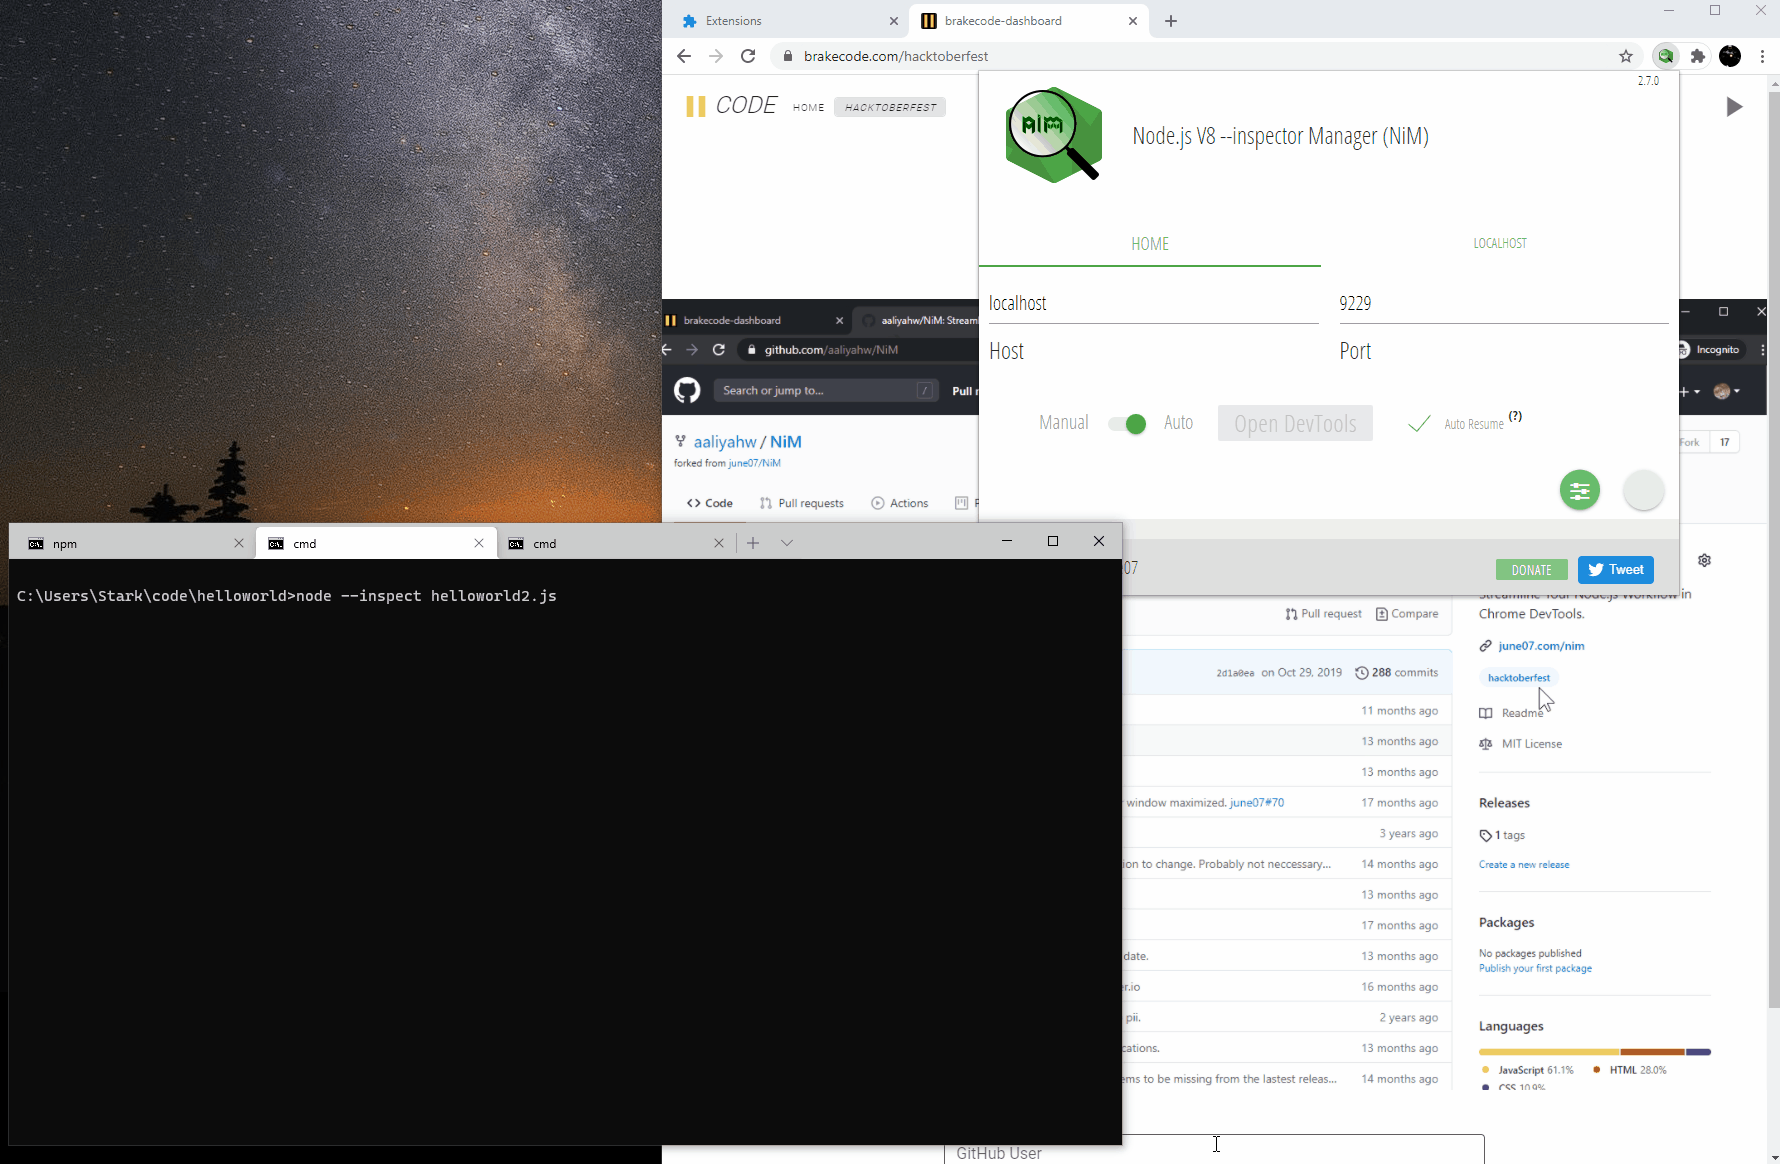 Extensions
brakecode-dashboard
brakecode.com/hacktoberfest
2.7.0
CODE
HOME
HACKTOBERFEST
NiM
Node.js V8 --inspector Manager (NiM)
HOME
LOCALHOST
localhost
9229
Host
Port
Manual
Auto
Open DevTools
Auto Resume (?)
DONATE
Tweet
07
brakecode-dashboard
aaliyahw/NiM: Stream
github.com/aaliyahw/NiM
Incognito
Search or jump to...
/
Pull r
aaliyahw / NiM
forked from june07/NiM
Fork
17
<> Code
Pull requests
Actions
npm
cmd
cmd
C:\Users\Stark\code\helloworld>node --inspect helloworld2.js
Streamline Your Node.js Workflow in
Chrome DevTools.
Pull request
Compare
june07.com/nim
2d1a0ea on Oct 29, 2019
288 commits
hacktoberfest
11 months ago
Readme
13 months ago
MIT License
13 months ago
window maximized. june07#70
17 months ago
Releases
3 years ago
1 tags
ion to change. Probably not neccessary...
14 months ago
Create a new release
13 months ago
17 months ago
Packages
date.
13 months ago
No packages published
Publish your first package
er.io
16 months ago
pii.
2 years ago
Languages
cations.
13 months ago
JavaScript 61.1%
HTML 28.0%
ems to be missing from the lastest releas...
14 months ago
CSS 10.9%
GitHub User